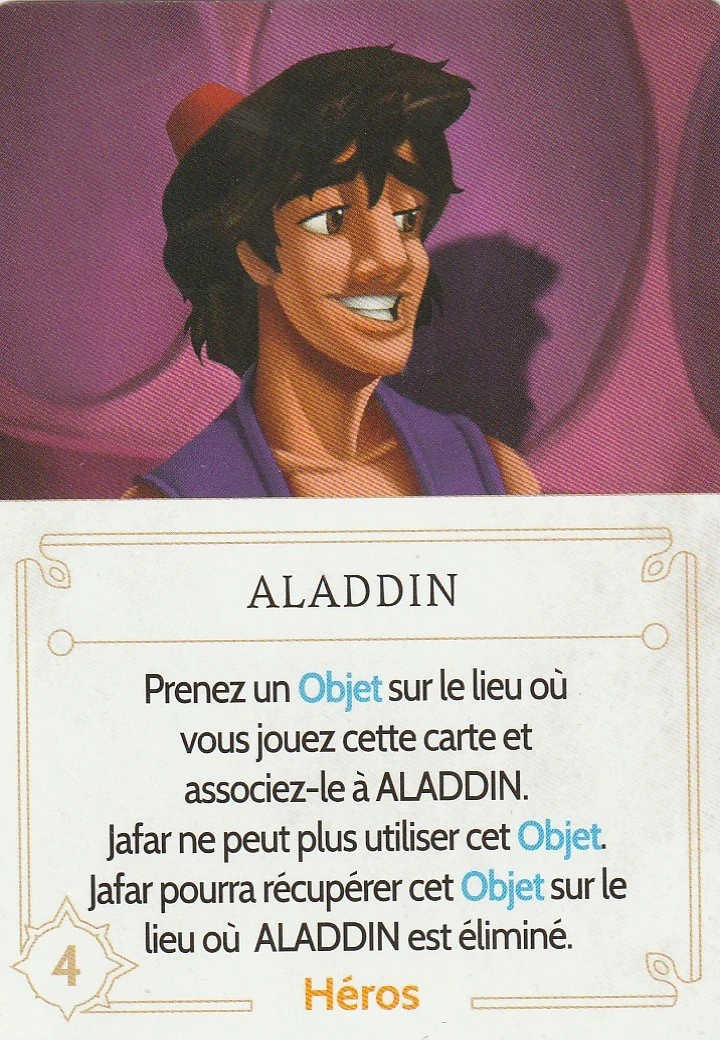 ALADDIN
Prenez un Objet sur le lieu où
vous jouez cette carte et
associez-le à ALADDIN.
Jafar ne peut plus utiliser cet Objet.
Jafar pourra récupérer cet Objet sur le
lieu où ALADDIN est éliminé.
4
Héros